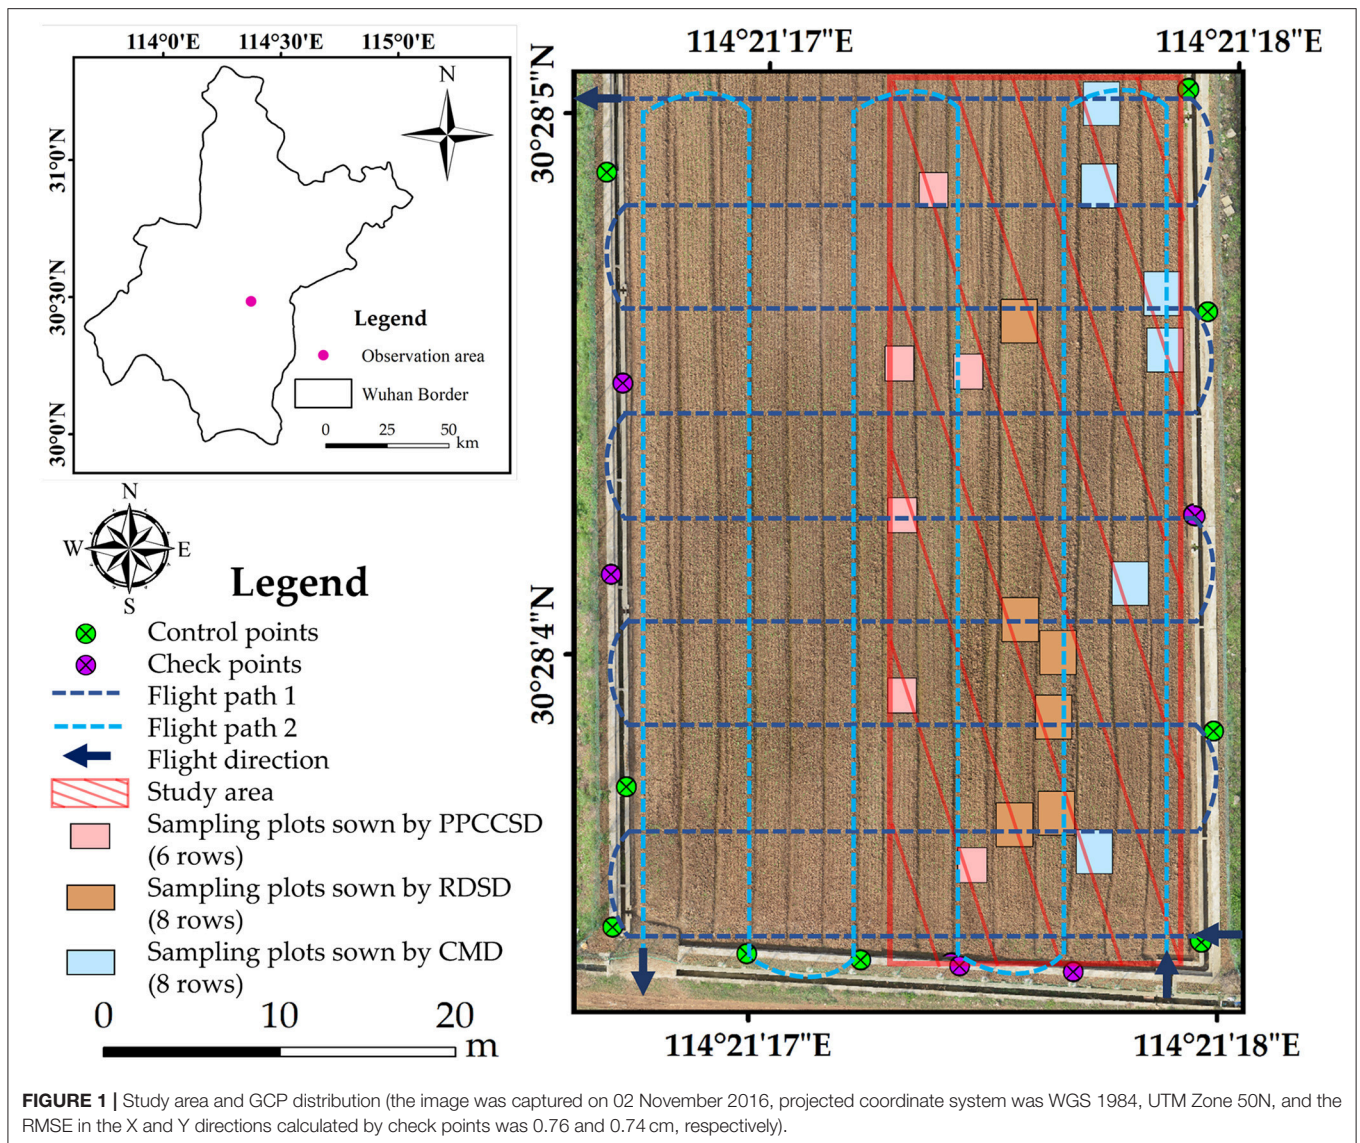 114°0'E 114°30'E 115°0'E
N
31°0'N
30°30'N
30°0'N
Legend
Observation area
Wuhan Border
0 25 50
km
N
W E
S
Legend
Control points
Check points
Flight path 1
Flight path 2
Flight direction
Study area
Sampling plots sown by PPCCSD
(6 rows)
Sampling plots sown by RDSD
(8 rows)
Sampling plots sown by CMD
(8 rows)
0 10 20
m
114°21'17"E 114°21'18"E
30°28'5"N
30°28'4"N
114°21'17"E 114°21'18"E
FIGURE 1 | Study area and GCP distribution (the image was captured on 02 November 2016, projected coordinate system was WGS 1984, UTM Zone 50N, and the
RMSE in the X and Y directions calculated by check points was 0.76 and 0.74 cm, respectively).